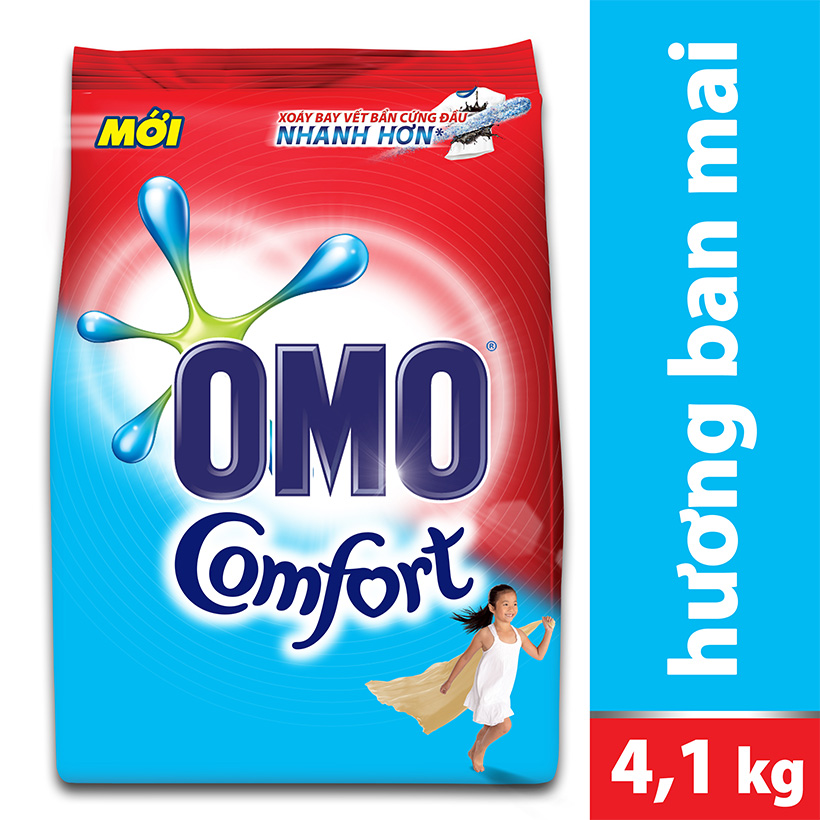 MỚI
XOÁY BAY VẾT BẨN CỨNG ĐẦU
NHANH HƠN*
OMO®
Comfort
hương ban mai
4,1 kg